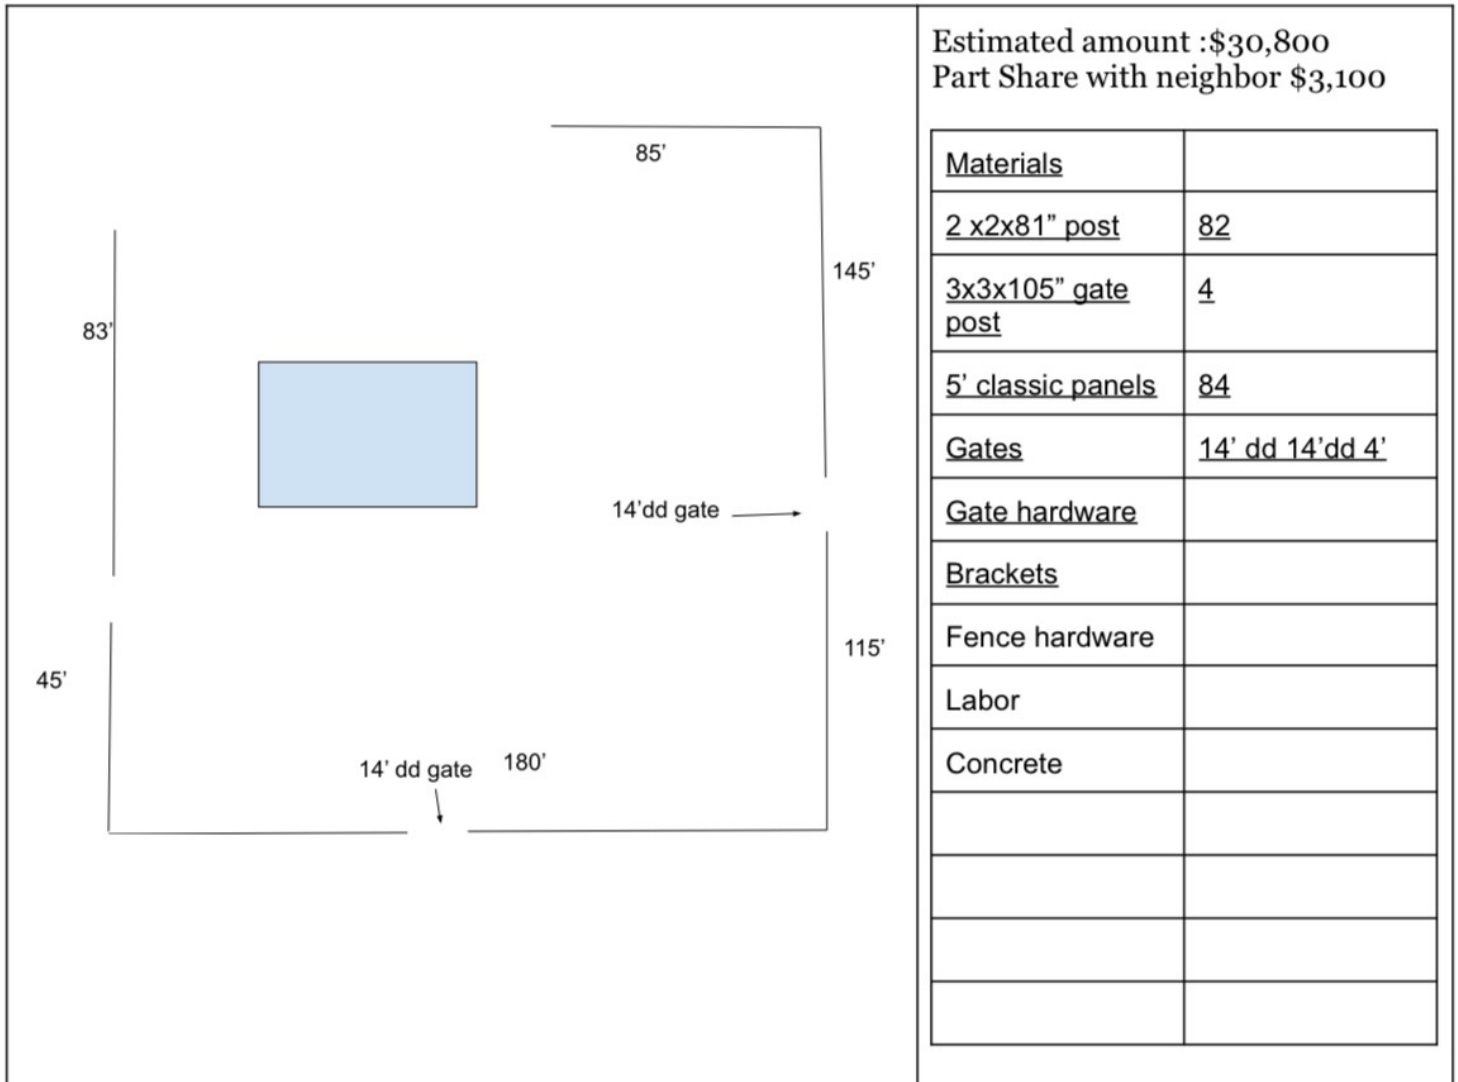 85’
145’
83’
14’dd gate
115’
45’
14’ dd gate
180’
Estimated amount :$30,800
Part Share with neighbor $3,100
Materials
2 x2x81” post 82
3x3x105” gate 4
post
5’ classic panels 84
Gates 14’ dd 14’dd 4’
Gate hardware
Brackets
Fence hardware
Labor
Concrete